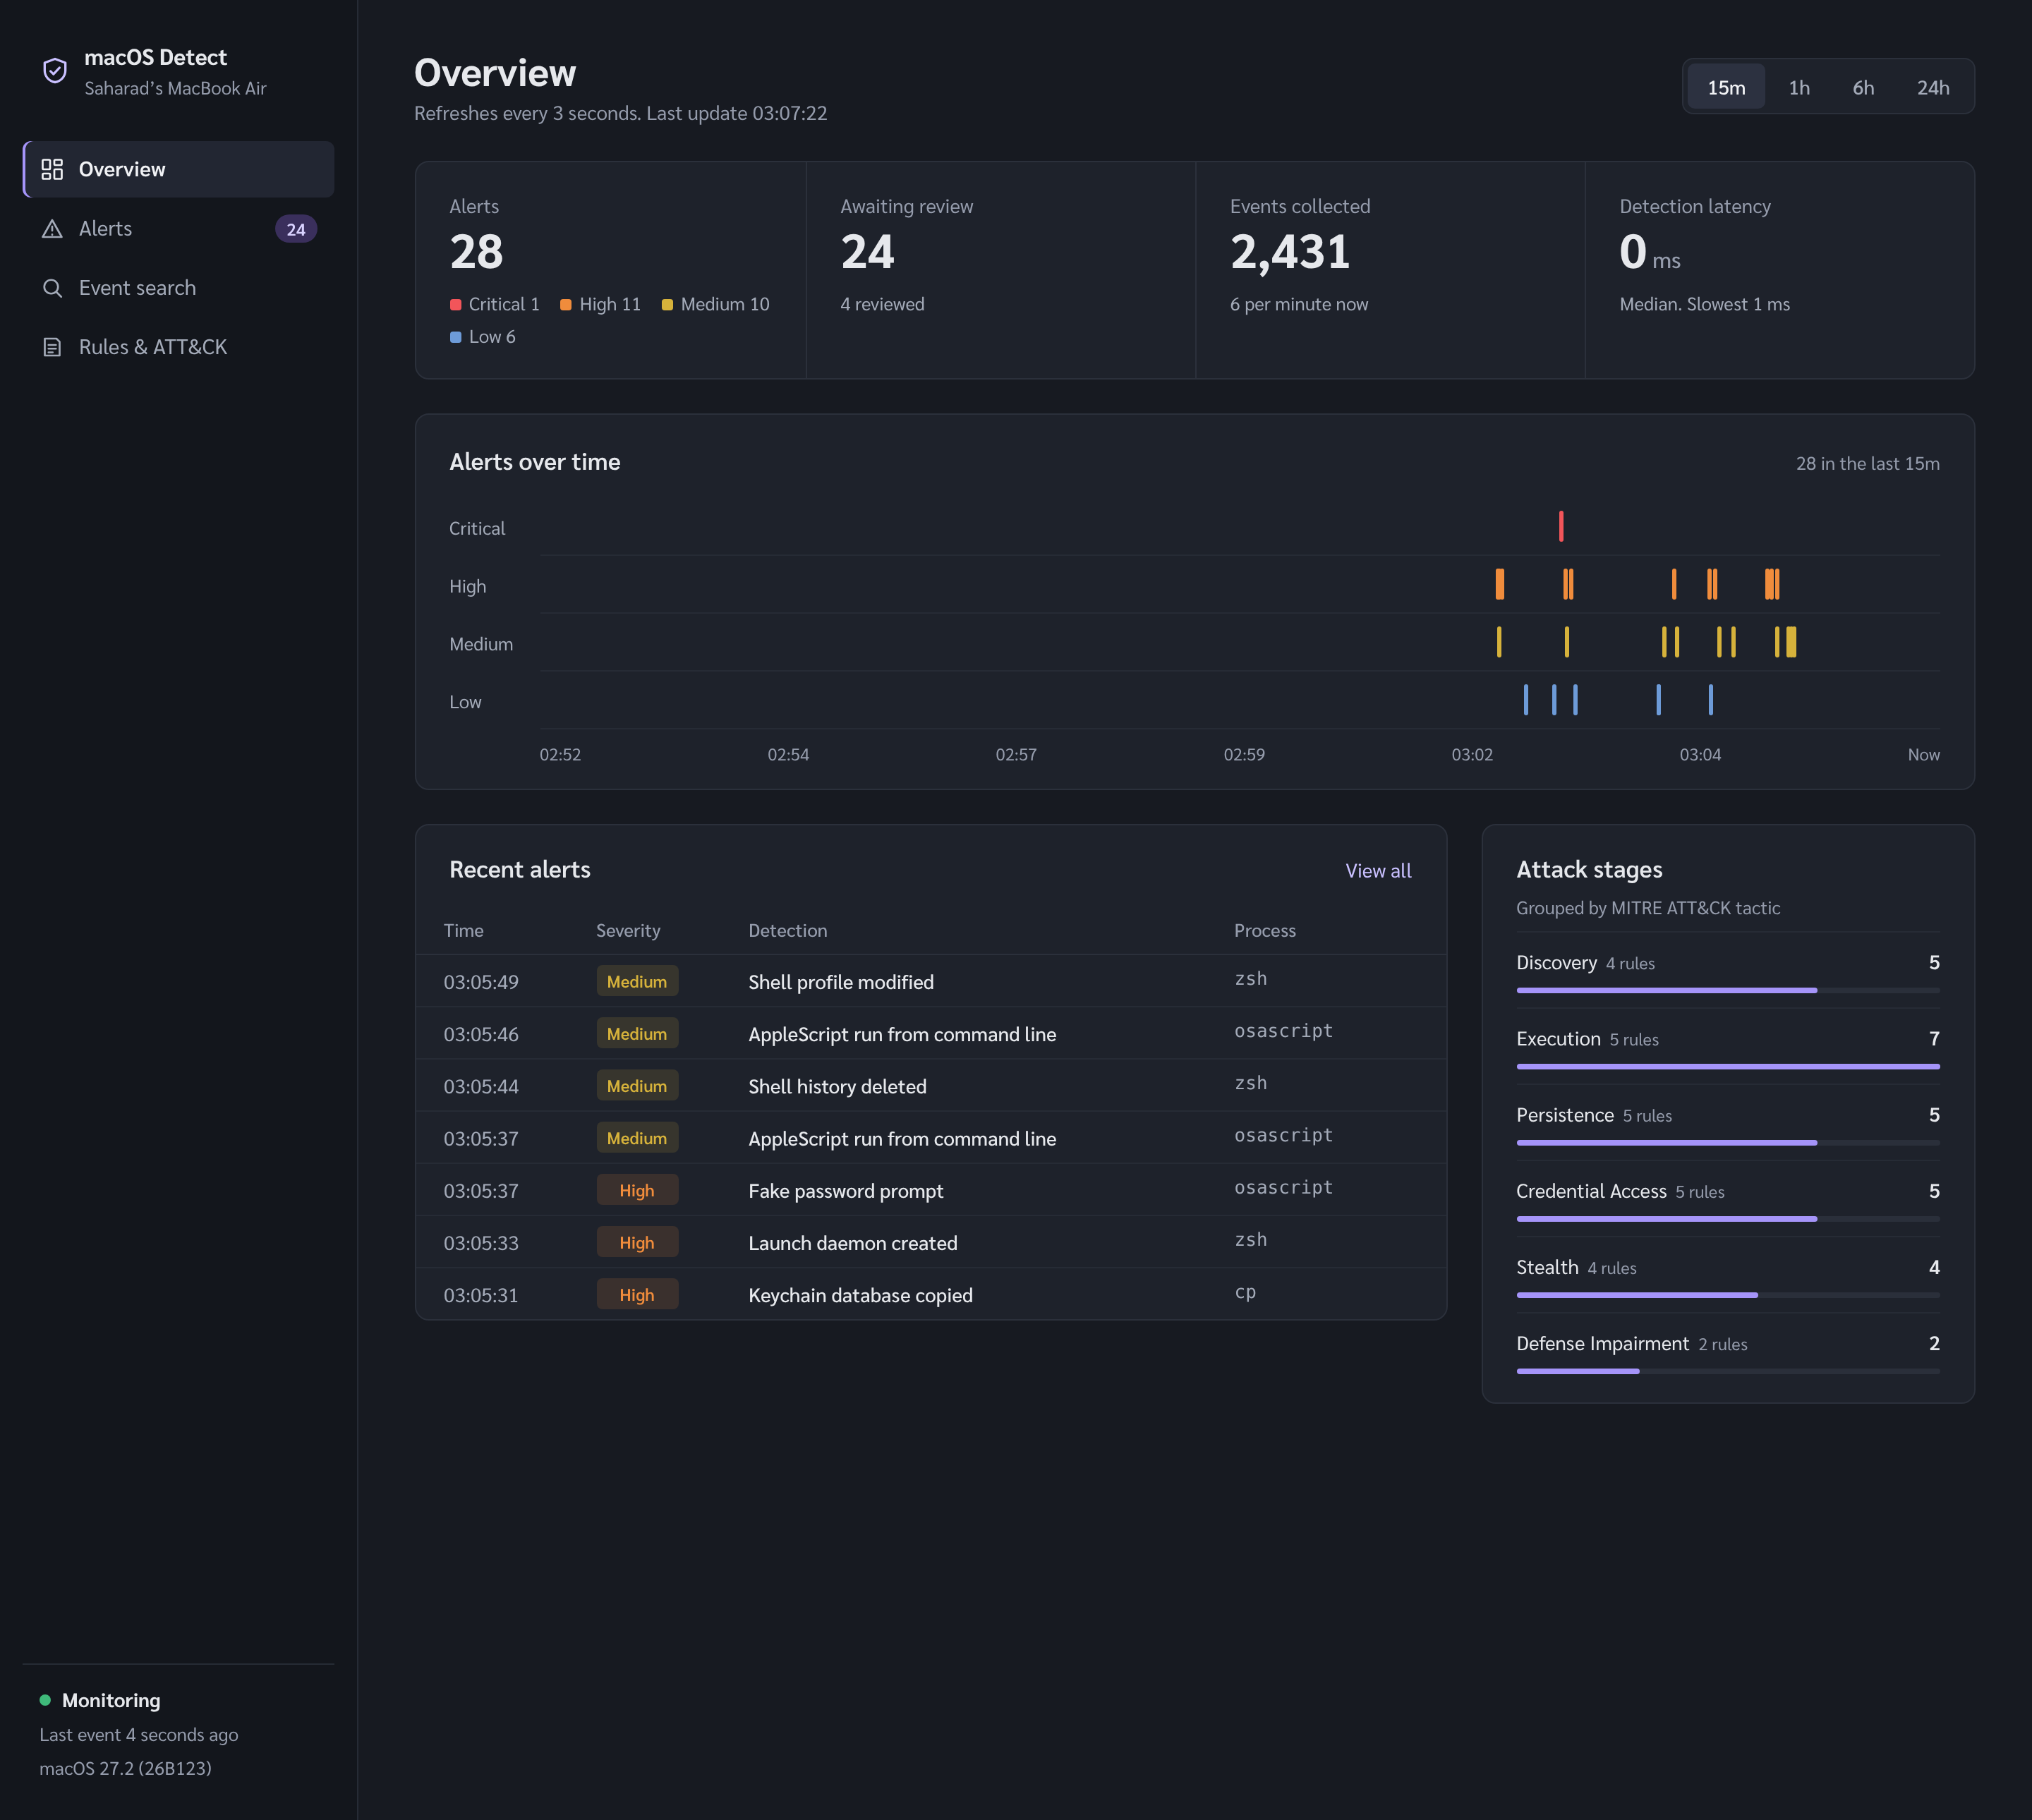 macOS Detect
Saharad’s MacBook Air
Overview
Alerts 24
Event search
Rules & ATT&CK
Monitoring
Last event 4 seconds ago
macOS 27.2 (26B123)
Overview
Refreshes every 3 seconds. Last update 03:07:22
15m 1h 6h 24h
Alerts
28
Critical 1 High 11 Medium 10
Low 6
Awaiting review
24
4 reviewed
Events collected
2,431
6 per minute now
Detection latency
0 ms
Median. Slowest 1 ms
Alerts over time
28 in the last 15m
Critical
High
Medium
Low
02:52 02:54 02:57 02:59 03:02 03:04 Now
Recent alerts
View all
Time Severity Detection Process
03:05:49 Medium Shell profile modified zsh
03:05:46 Medium AppleScript run from command line osascript
03:05:44 Medium Shell history deleted zsh
03:05:37 Medium AppleScript run from command line osascript
03:05:37 High Fake password prompt osascript
03:05:33 High Launch daemon created zsh
03:05:31 High Keychain database copied cp
Attack stages
Grouped by MITRE ATT&CK tactic
Discovery 4 rules 5
Execution 5 rules 7
Persistence 5 rules 5
Credential Access 5 rules 5
Stealth 4 rules 4
Defense Impairment 2 rules 2